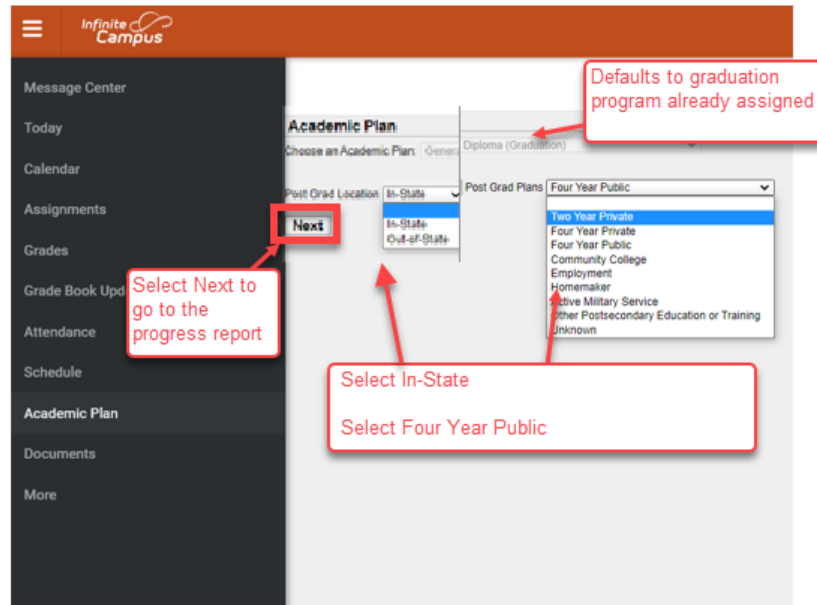 Infinite
Campus
Message Center
Today
Calendar
Assignments
Grades
Grade Book Upd
Attendance
Schedule
Academic Plan
Documents
More
Defaults to graduation
program already assigned
Academic Plan
Choose an Academic Plan: Genera Diploma (Graduation)
Post Grad Location In-State
In-State
Out-of-State
Next
Post Grad Plans Four Year Public
Two Year Private
Four Year Private
Four Year Public
Community College
Employment
Homemaker
Active Military Service
Other Postsecondary Education or Training
Unknown
Select Next to
go to the
progress report
Select In-State
Select Four Year Public